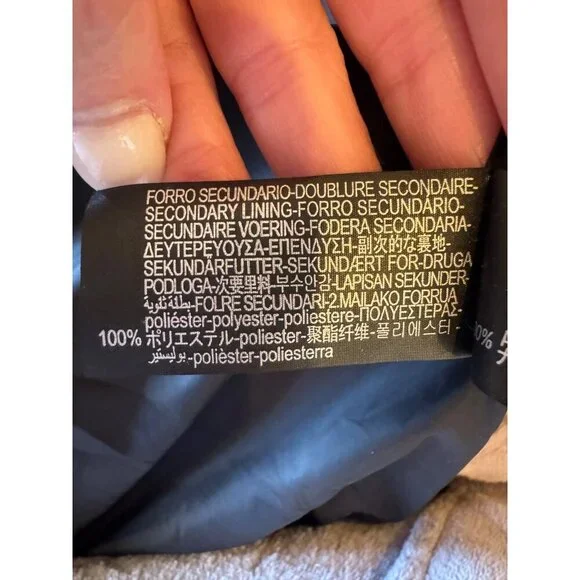 FORRO SECUNDARIO-DOUBLURE SECONDAIRE-
SECONDARY LINING-FORRO SECUNDÁRIO-
SECUNDAIRE VOERING-FODERA SECONDARIA-
ΔΕΥΤΕΡΕΥΟΥΣΑ-ΕΠΕΝΔΥΣΗ-副次的な裏地-
SEKUNDÄRFUTTER-SEKUNDÆRT FOR-DRUGA
PODLOGA-次要里料-부수안감-LAPISAN SEKUNDER-
بطانة ثانوية-FOLRE SECUNDARI-2.MAILAKO FORRUA
poliéster-polyester-poliestere-ΠΟΛΥΕΣΤΕΡΑΣ-
100% ポリエステル-poliester-聚酯纤维-폴리에스터-
بوليستير-polièster-poliesterra
0%